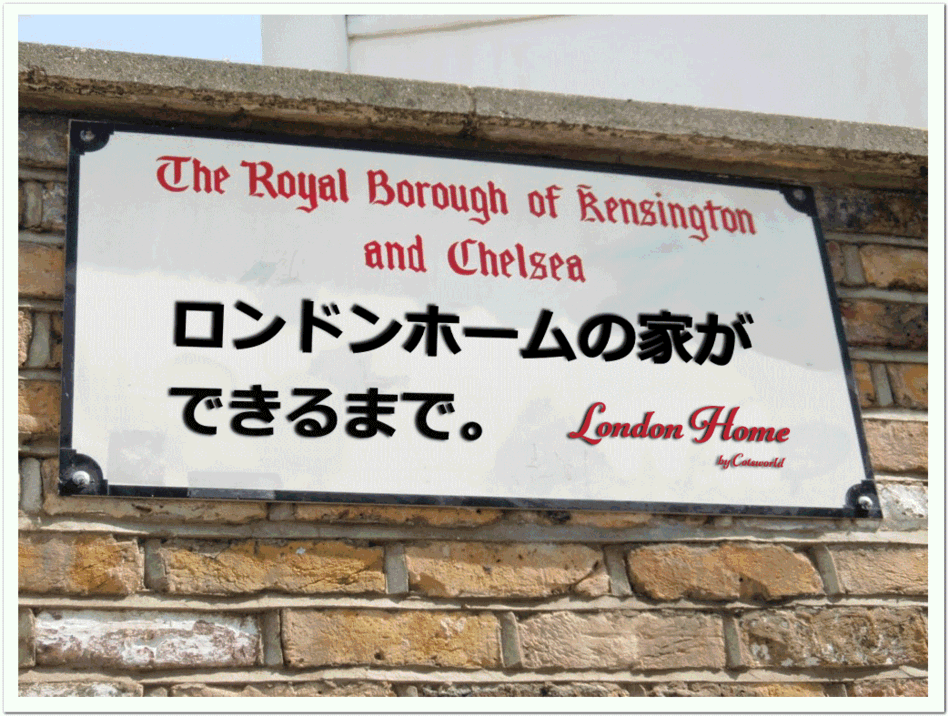 The Royal Borough of Kensington
and Chelsea
ロンドンホームの家が
できるまで。
London Home
by Cotsworld